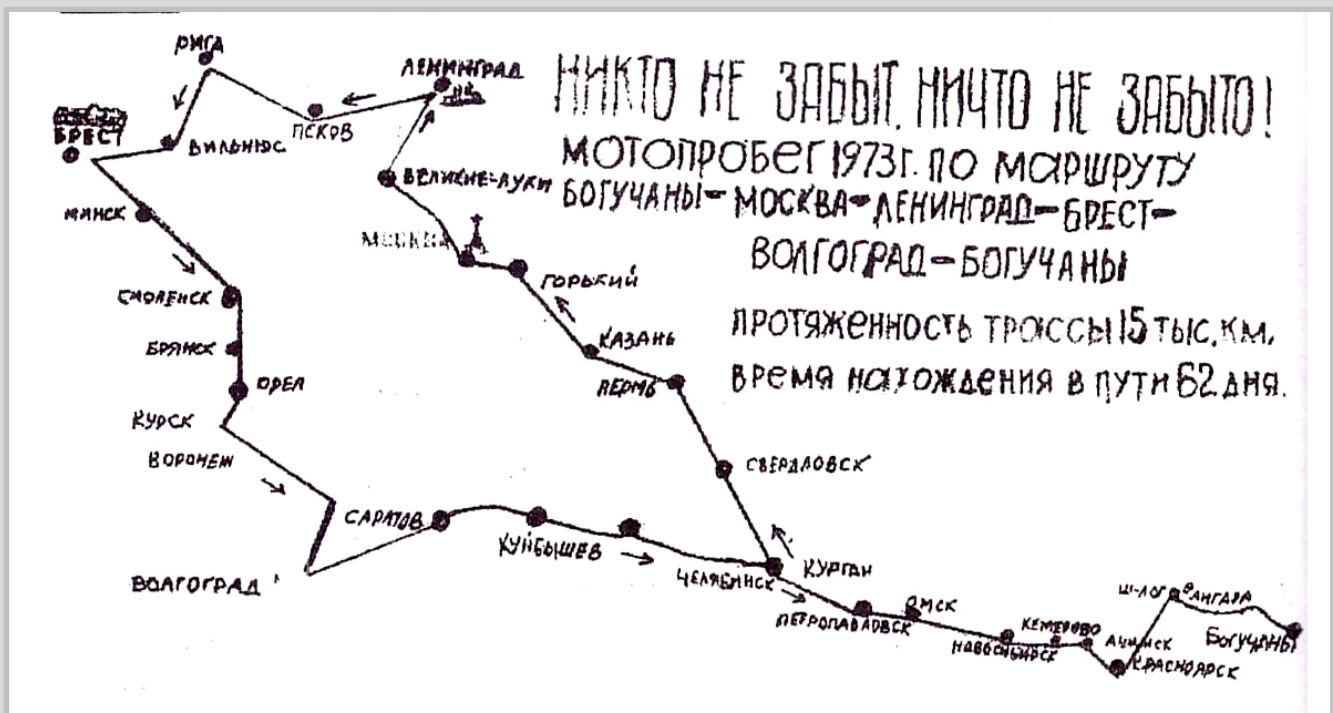 НИКТО НЕ ЗАБЫТ. НИЧТО НЕ ЗАБЫТО!
МОТОПРОБЕГ 1973 Г. ПО МАРШРУТУ
БОГУЧАНЫ-МОСКВА-ЛЕНИНГРАД-БРЕСТ-
ВОЛГОГРАД-БОГУЧАНЫ
ПРОТЯЖЕННОСТЬ ТРАССЫ 15 ТЫС. КМ.
ВРЕМЯ НАХОЖДЕНИЯ В ПУТИ 62 ДНЯ.
РИГА
ЛЕНИНГРАД
БРЕСТ
ВИЛЬНЮС
ПСКОВ
ВЕЛИКИЕ-ЛУКИ
МИНСК
МОСКВА
ГОРЬКИЙ
СМОЛЕНСК
БРЯНСК
КАЗАНЬ
ОРЕЛ
ПЕРМЬ
КУРСК
ВОРОНЕЖ
СВЕРДЛОВСК
САРАТОВ
КУЙБЫШЕВ
ВОЛГОГРАД
ЧЕЛЯБИНСК
КУРГАН
ПЕТРОПАВЛОВСК
ОМСК
НОВОСИБИРСК
КЕМЕРОВО
АЧИНСК
КРАСНОЯРСК
Ш-ЛОГ
Р АНГАРА
БОГУЧАНЫ